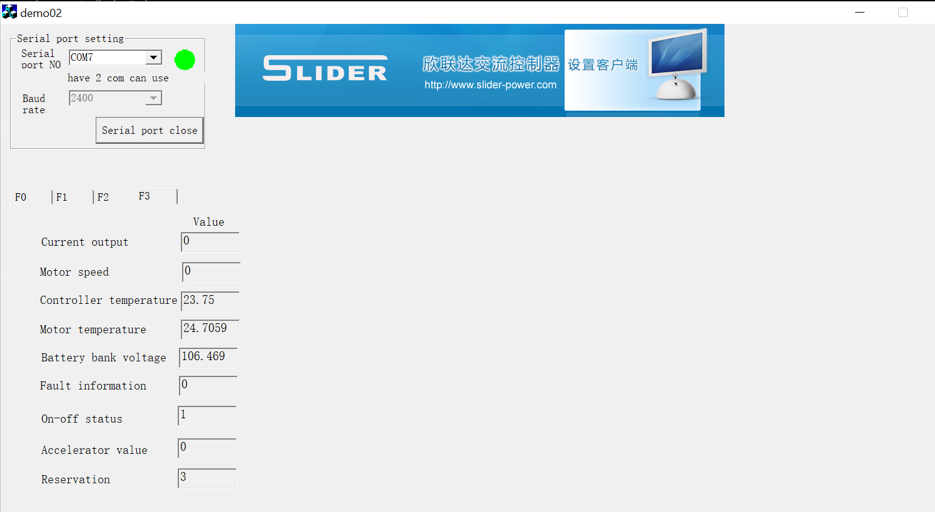 demo02
Serial port setting
Serial port NO
COM7
have 2 com can use
Baud rate
2400
Serial port close
SLIDER
欣联达交流控制器 设置客户端
http://www.slider-power.com
F0 F1 F2 F3
Value
Current output 0
Motor speed 0
Controller temperature 23.75
Motor temperature 24.7059
Battery bank voltage 106.469
Fault information 0
On-off status 1
Accelerator value 0
Reservation 3